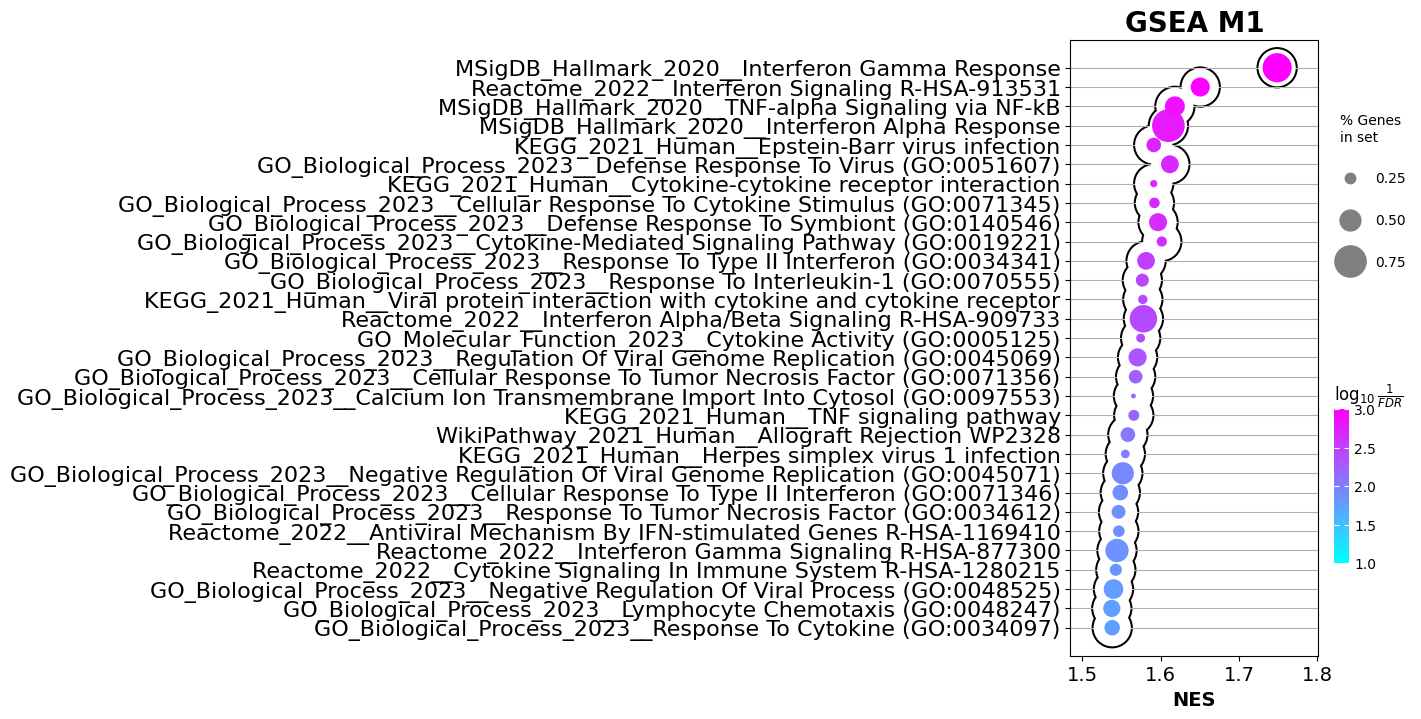 GSEA M1
MSigDB_Hallmark_2020__Interferon Gamma Response
Reactome_2022__Interferon Signaling R-HSA-913531
MSigDB_Hallmark_2020__TNF-alpha Signaling via NF-kB
MSigDB_Hallmark_2020__Interferon Alpha Response
KEGG_2021_Human__Epstein-Barr virus infection
GO_Biological_Process_2023__Defense Response To Virus (GO:0051607)
KEGG_2021_Human__Cytokine-cytokine receptor interaction
GO_Biological_Process_2023__Cellular Response To Cytokine Stimulus (GO:0071345)
GO_Biological_Process_2023__Defense Response To Symbiont (GO:0140546)
GO_Biological_Process_2023__Cytokine-Mediated Signaling Pathway (GO:0019221)
GO_Biological_Process_2023__Response To Type II Interferon (GO:0034341)
GO_Biological_Process_2023__Response To Interleukin-1 (GO:0070555)
KEGG_2021_Human__Viral protein interaction with cytokine and cytokine receptor
Reactome_2022__Interferon Alpha/Beta Signaling R-HSA-909733
GO_Molecular_Function_2023__Cytokine Activity (GO:0005125)
GO_Biological_Process_2023__Regulation Of Viral Genome Replication (GO:0045069)
GO_Biological_Process_2023__Cellular Response To Tumor Necrosis Factor (GO:0071356)
GO_Biological_Process_2023__Calcium Ion Transmembrane Import Into Cytosol (GO:0097553)
KEGG_2021_Human__TNF signaling pathway
WikiPathway_2021_Human__Allograft Rejection WP2328
KEGG_2021_Human__Herpes simplex virus 1 infection
GO_Biological_Process_2023__Negative Regulation Of Viral Genome Replication (GO:0045071)
GO_Biological_Process_2023__Cellular Response To Type II Interferon (GO:0071346)
GO_Biological_Process_2023__Response To Tumor Necrosis Factor (GO:0034612)
Reactome_2022__Antiviral Mechanism By IFN-stimulated Genes R-HSA-1169410
Reactome_2022__Interferon Gamma Signaling R-HSA-877300
Reactome_2022__Cytokine Signaling In Immune System R-HSA-1280215
GO_Biological_Process_2023__Negative Regulation Of Viral Process (GO:0048525)
GO_Biological_Process_2023__Lymphocyte Chemotaxis (GO:0048247)
GO_Biological_Process_2023__Response To Cytokine (GO:0034097)
1.5 1.6 1.7 1.8
NES
% Genes
in set
0.25
0.50
0.75
log10 1/FDR
3.0
2.5
2.0
1.5
1.0